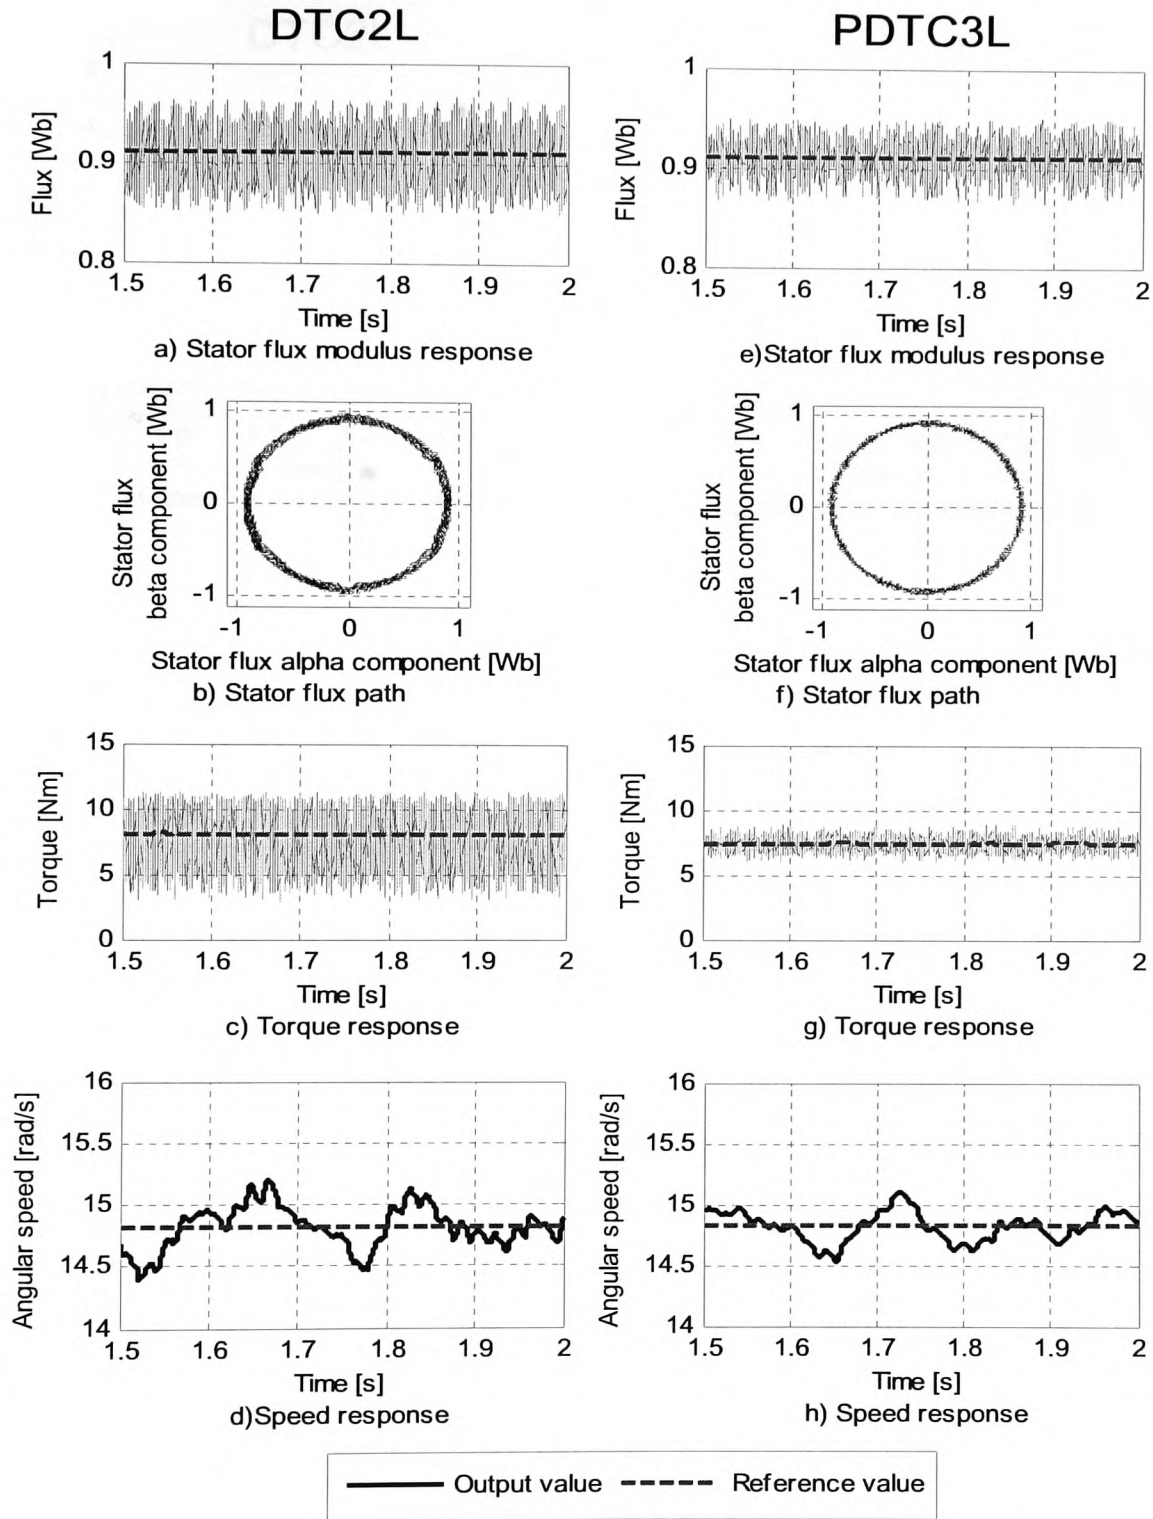 DTC2L
PDTC3L
1
0.9
0.8
Flux [Wb]
1.5 1.6 1.7 1.8 1.9 2
Time [s]
a) Stator flux modulus response
1
0.9
0.8
Flux [Wb]
1.5 1.6 1.7 1.8 1.9 2
Time [s]
e)Stator flux modulus response
Stator flux
beta component [Wb]
1
0
-1
-1 0 1
Stator flux alpha component [Wb]
b) Stator flux path
Stator flux
beta component [Wb]
1
0
-1
-1 0 1
Stator flux alpha component [Wb]
f) Stator flux path
15
10
5
0
Torque [Nm]
1.5 1.6 1.7 1.8 1.9 2
Time [s]
c) Torque response
15
10
5
0
Torque [Nm]
1.5 1.6 1.7 1.8 1.9 2
Time [s]
g) Torque response
16
15.5
15
14.5
14
Angular speed [rad/s]
1.5 1.6 1.7 1.8 1.9 2
Time [s]
d)Speed response
16
15.5
15
14.5
14
Angular speed [rad/s]
1.5 1.6 1.7 1.8 1.9 2
Time [s]
h) Speed response
Output value
Reference value